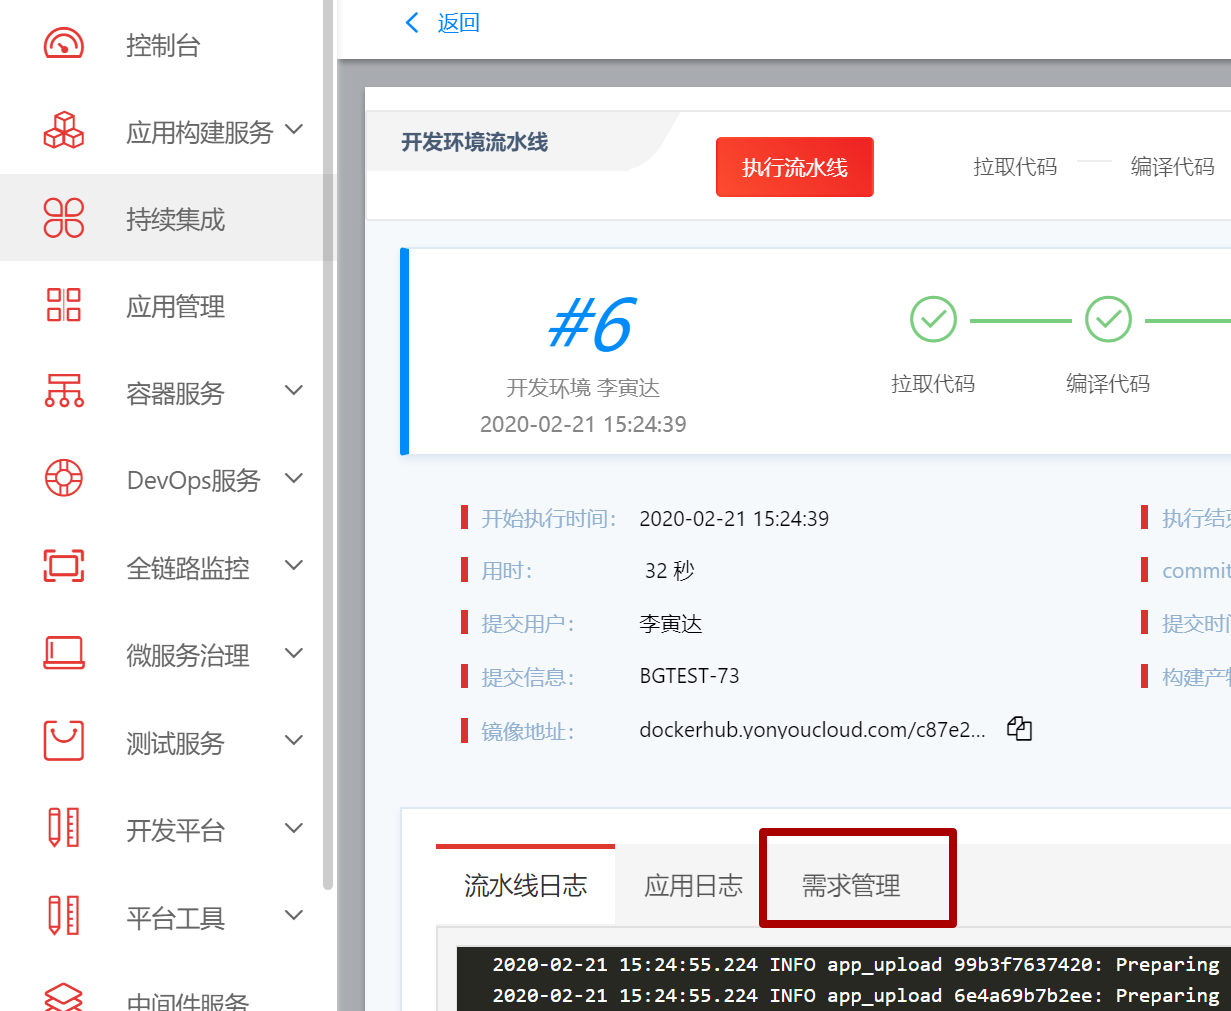 控制台
应用构建服务
持续集成
应用管理
容器服务
DevOps服务
全链路监控
微服务治理
测试服务
开发平台
平台工具
中间件服务
返回
开发环境流水线
执行流水线
拉取代码
编译代码
#6
开发环境 李寅达
2020-02-21 15:24:39
拉取代码
编译代码
开始执行时间: 2020-02-21 15:24:39
执行结
用时: 32 秒
commit
提交用户: 李寅达
提交时
提交信息: BGTEST-73
构建产
镜像地址: dockerhub.yonyoucloud.com/c87e2...
流水线日志
应用日志
需求管理
2020-02-21 15:24:55.224 INFO app_upload 99b3f7637420: Preparing
2020-02-21 15:24:55.224 INFO app_upload 6e4a69b7b2ee: Preparing